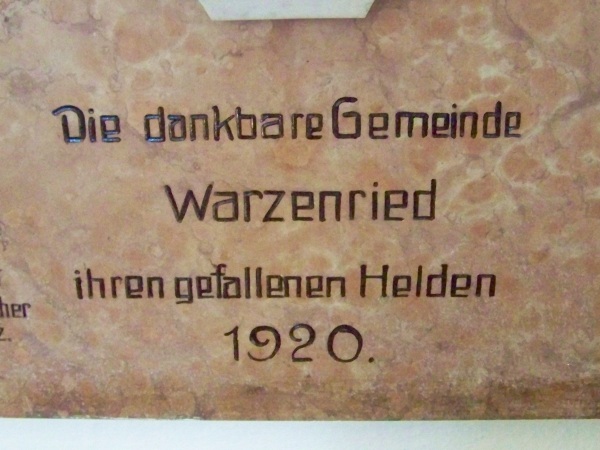 Die dankbare Gemeinde
Warzenried
ihren gefallenen Helden
1920.